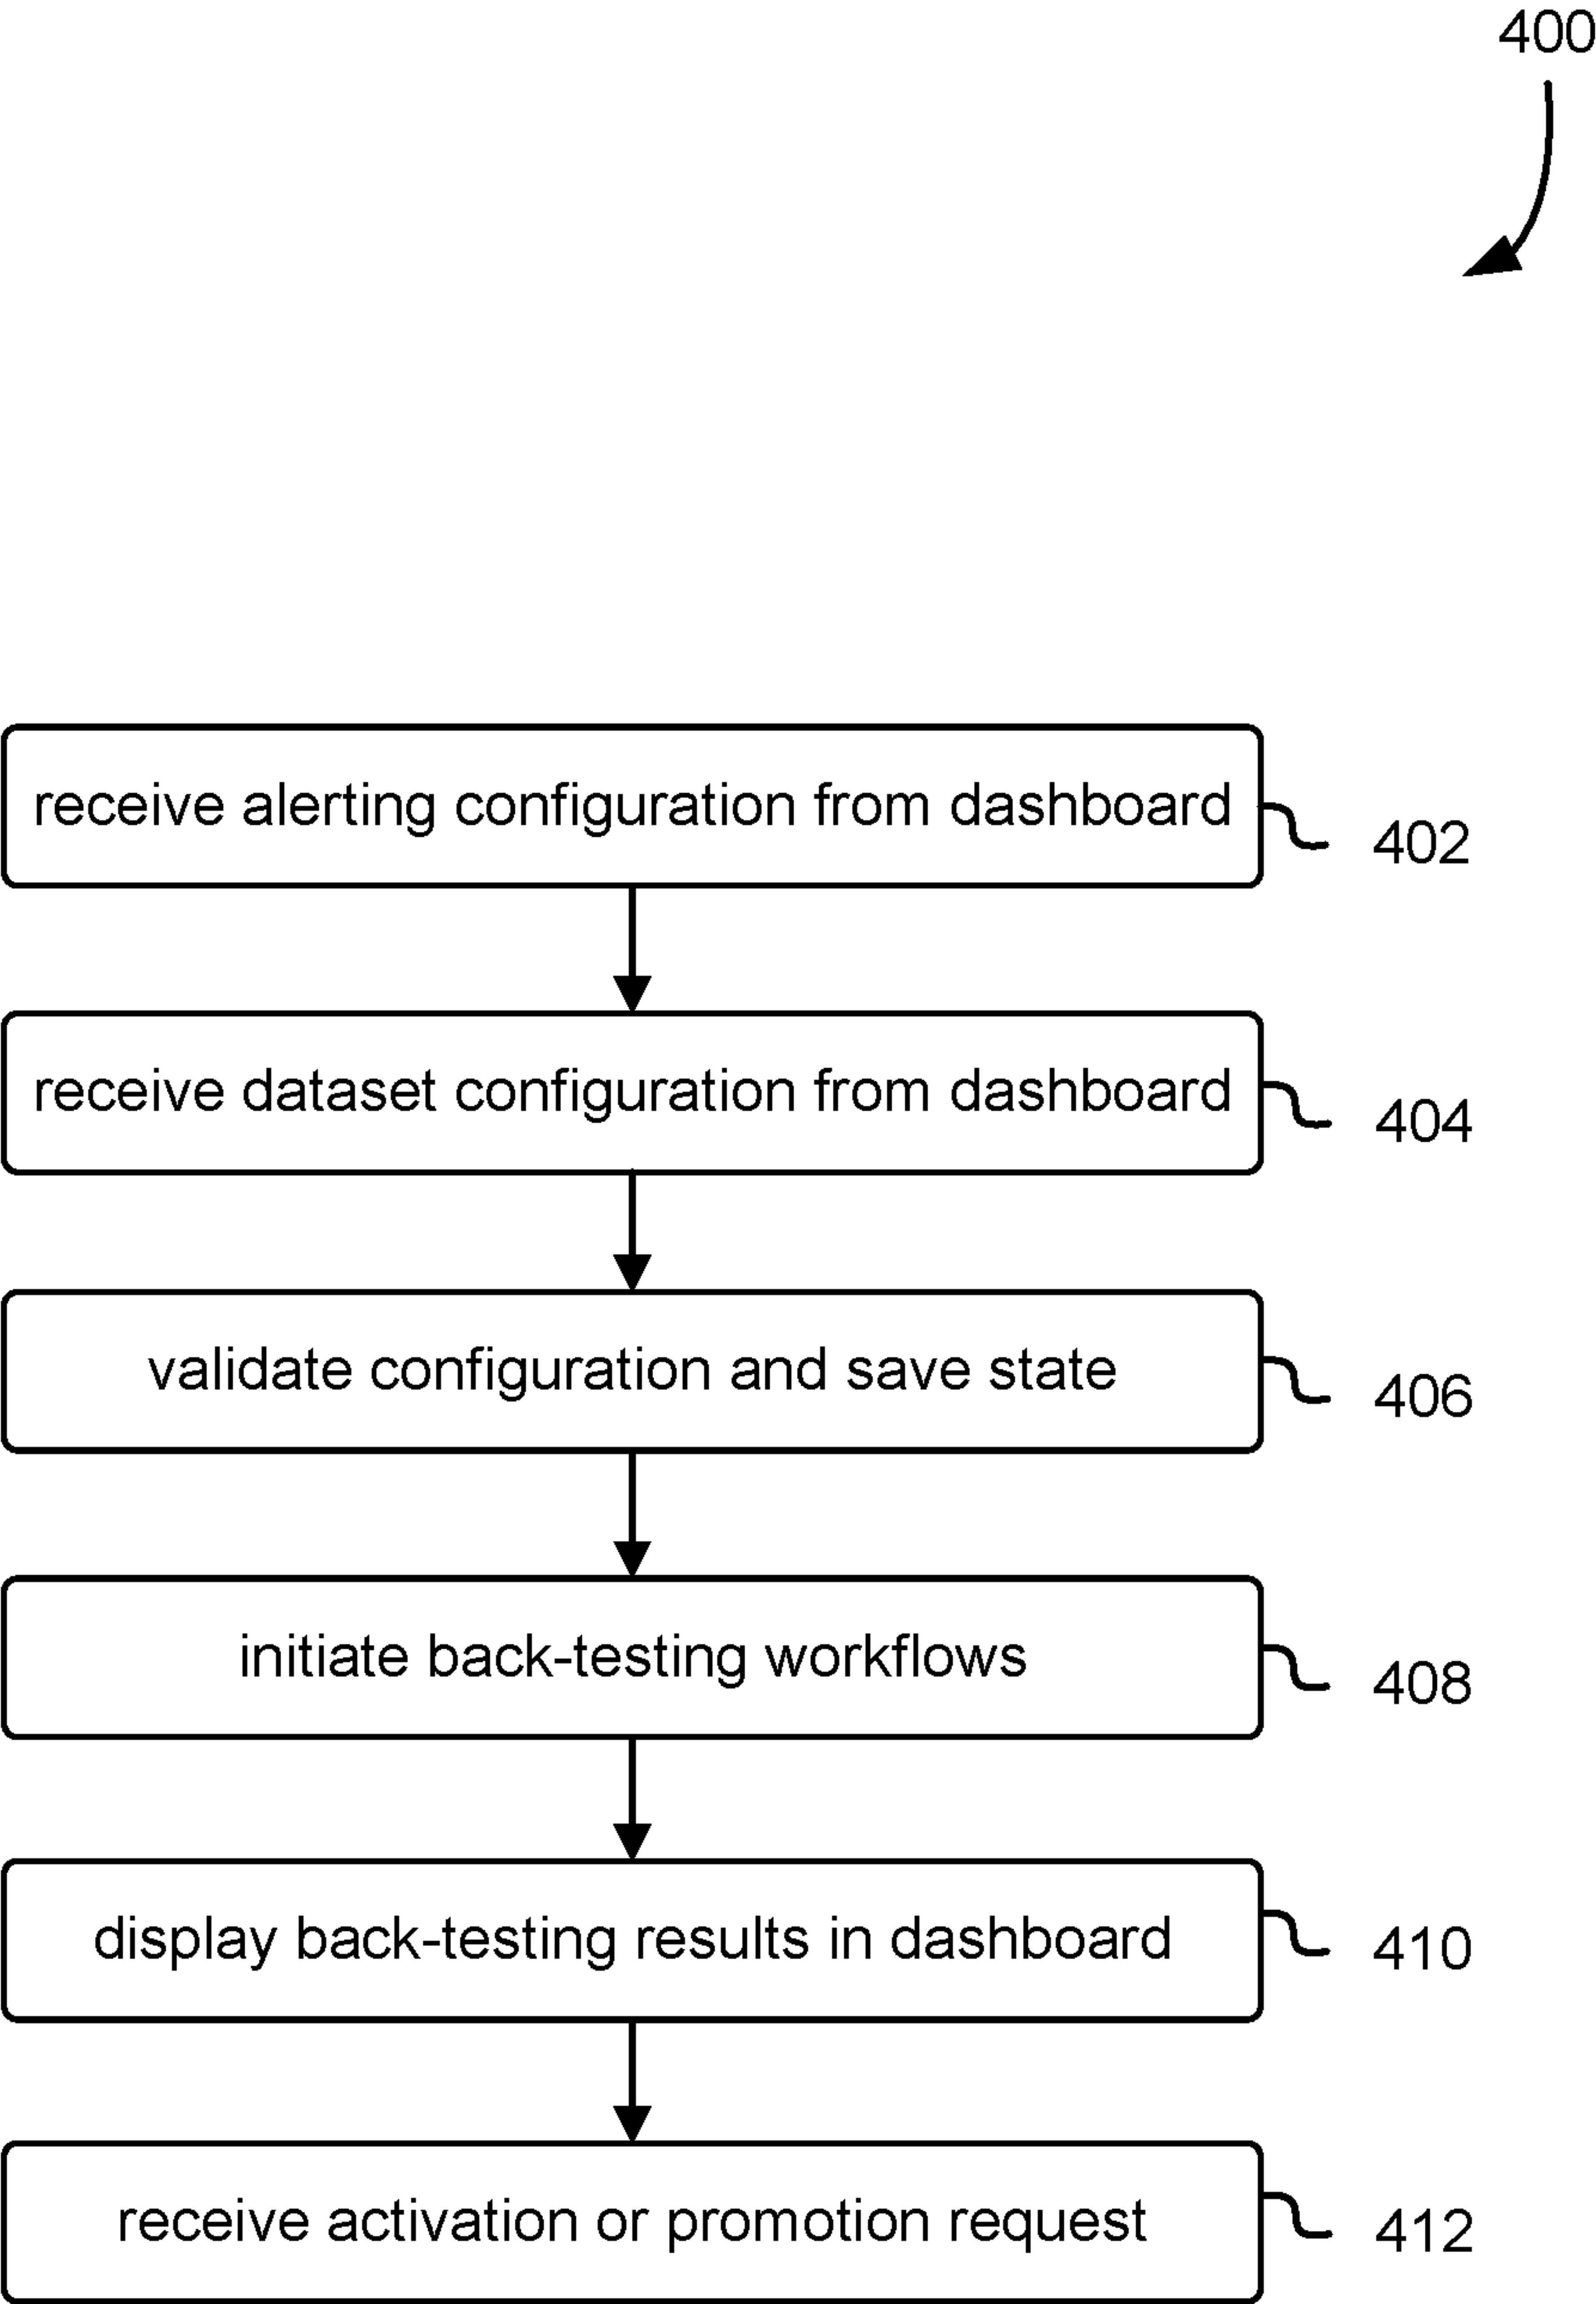 400
receive alerting configuration from dashboard
402
receive dataset configuration from dashboard
404
validate configuration and save state
406
initiate back-testing workflows
408
display back-testing results in dashboard
410
receive activation or promotion request
412